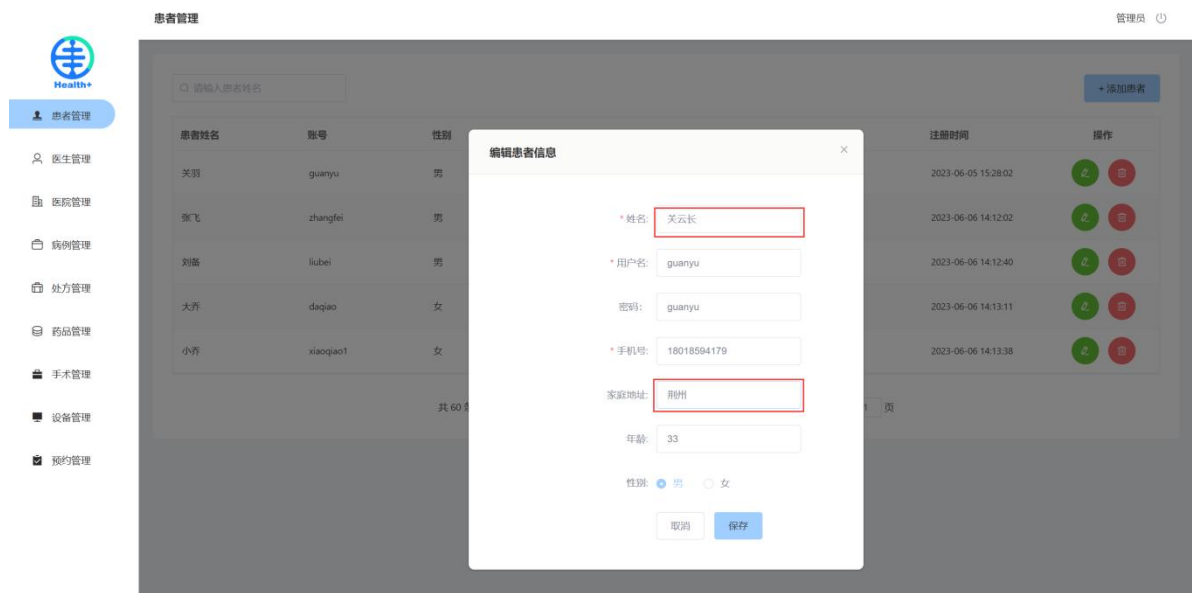 患者管理
管理员
Health+
请输入患者姓名
+ 添加患者
患者管理
医生管理
医院管理
病例管理
处方管理
药品管理
手术管理
设备管理
预约管理
患者姓名 账号 性别 注册时间 操作
关羽 guanyu 男 2023-06-05 15:28:02
张飞 zhangfei 男 2023-06-06 14:12:02
刘备 liubei 男 2023-06-06 14:12:40
大乔 daqiao 女 2023-06-06 14:13:11
小乔 xiaoqiao1 女 2023-06-06 14:13:38
共 60 页
编辑患者信息
* 姓名: 关云长
* 用户名: guanyu
密码: guanyu
* 手机号: 18018594179
家庭地址: 荆州
年龄: 33
性别: 男 女
取消 保存